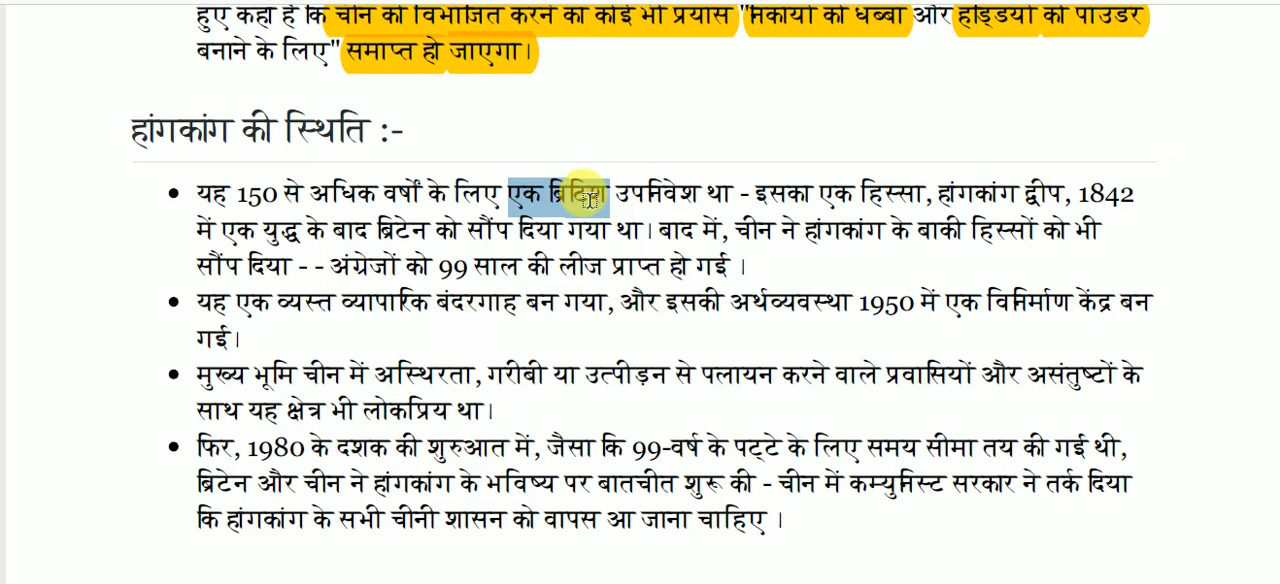 हुए कहा है कि चीन को विभाजित करने का कोई भी प्रयास "निकायों को धब्बा और हड्डियों को पाउडर
बनाने के लिए" समाप्त हो जाएगा।
हांगकांग की स्थिति :-
• यह 150 से अधिक वर्षों के लिए एक ब्रिटिश उपनिवेश था - इसका एक हिस्सा, हांगकांग द्वीप, 1842
में एक युद्ध के बाद ब्रिटेन को सौंप दिया गया था। बाद में, चीन ने हांगकांग के बाकी हिस्सों को भी
सौंप दिया - - अंग्रेजों को 99 साल की लीज प्राप्त हो गई ।
• यह एक व्यस्त व्यापारिक बंदरगाह बन गया, और इसकी अर्थव्यवस्था 1950 में एक विनिर्माण केंद्र बन
गई।
• मुख्य भूमि चीन में अस्थिरता, गरीबी या उत्पीड़न से पलायन करने वाले प्रवासियों और असंतुष्टों के
साथ यह क्षेत्र भी लोकप्रिय था।
• फिर, 1980 के दशक की शुरुआत में, जैसा कि 99-वर्ष के पट्टे के लिए समय सीमा तय की गई थी,
ब्रिटेन और चीन ने हांगकांग के भविष्य पर बातचीत शुरू की - चीन में कम्युनिस्ट सरकार ने तर्क दिया
कि हांगकांग के सभी चीनी शासन को वापस आ जाना चाहिए ।